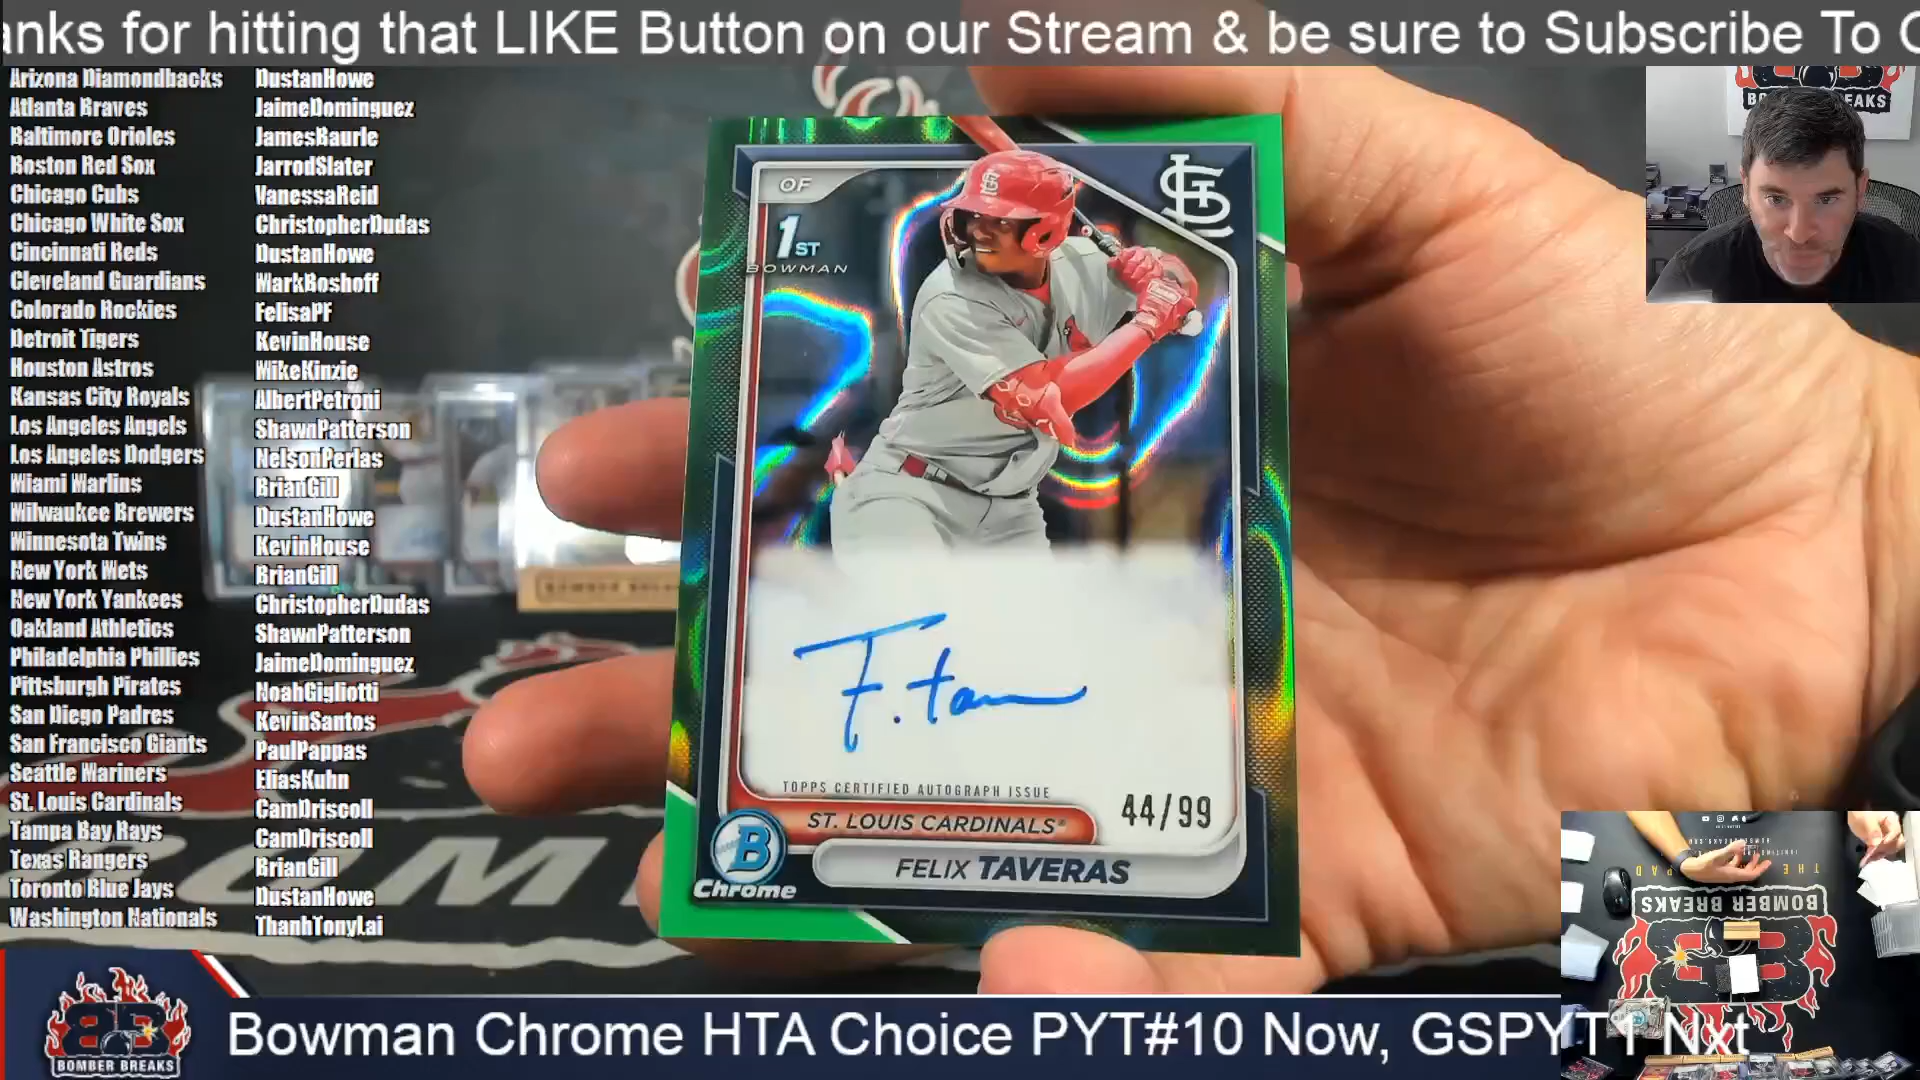 anks for hitting that LIKE Button on our Stream & be sure to Subscribe To
Arizona Diamondbacks DustanHowe
Atlanta Braves JaimeDominguez
Baltimore Orioles JamesBaurle
Boston Red Sox JarrodSlater
Chicago Cubs VanessaReid
Chicago White Sox ChristopherDudas
Cincinnati Reds DustanHowe
Cleveland Guardians MarkBoshoff
Colorado Rockies FelisaPF
Detroit Tigers KevinHouse
Houston Astros MikeKinzie
Kansas City Royals AlbertPetroni
Los Angeles Angels ShawnPatterson
Los Angeles Dodgers NelsonPerlas
Miami Marlins BrianGill
Milwaukee Brewers DustanHowe
Minnesota Twins KevinHouse
New York Mets BrianGill
New York Yankees ChristopherDudas
Oakland Athletics ShawnPatterson
Philadelphia Phillies JaimeDominguez
Pittsburgh Pirates NoahGigliotti
San Diego Padres KevinSantos
San Francisco Giants PaulPappas
Seattle Mariners EliasKuhn
St. Louis Cardinals CamDriscoll
Tampa Bay Rays CamDriscoll
Texas Rangers BrianGill
Toronto Blue Jays DustanHowe
Washington Nationals ThanhTonyLai
OF
1ST
BOWMAN
STL
F. Tam
TOPPS CERTIFIED AUTOGRAPH ISSUE
44/99
ST. LOUIS CARDINALS®
B
Chrome
FELIX TAVERAS
BOMBER BREAKS
BOMBER BREAKS
BOMBER BREAKS
Bowman Chrome HTA Choice PYT#10 Now, GSPYT1 Nxt